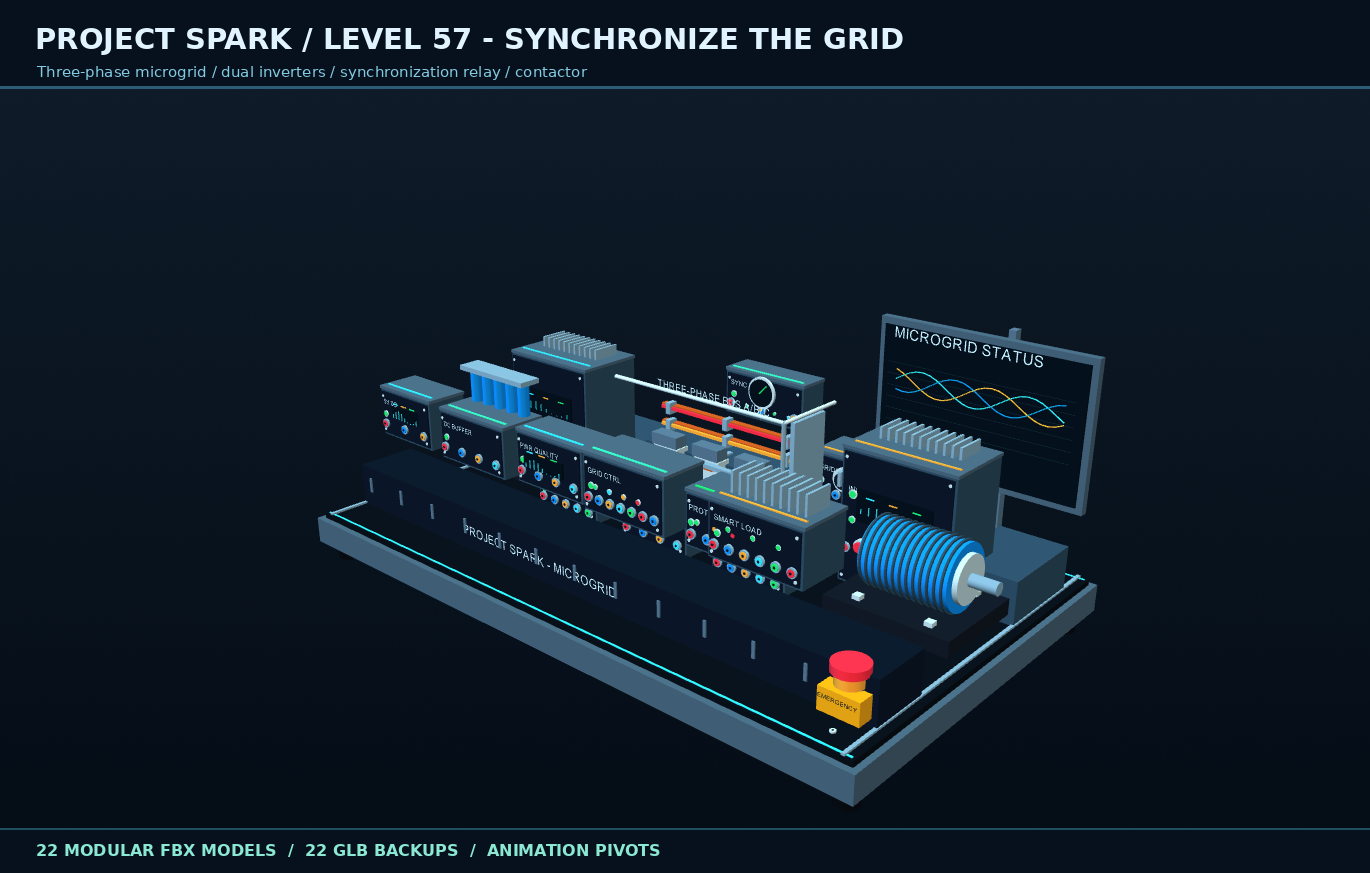 PROJECT SPARK / LEVEL 57 - SYNCHRONIZE THE GRID
Three-phase microgrid / dual inverters / synchronization relay / contactor
MICROGRID STATUS
SYNC
THREE-PHASE BUS A/B/C
DC BUFFER
PWR QUALITY
GRID CTRL
PROT
SMART LOAD
PROJECT SPARK - MICROGRID
EMERGENCY
22 MODULAR FBX MODELS / 22 GLB BACKUPS / ANIMATION PIVOTS